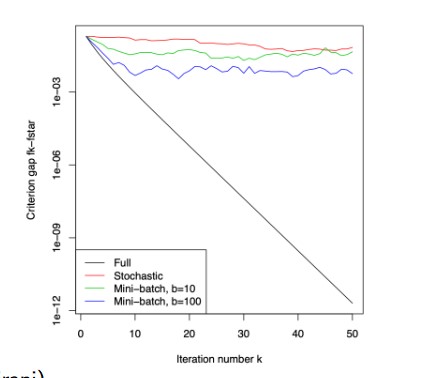 Criterion gap fk−fstar
1e−03
1e−06
1e−09
1e−12
Full
Stochastic
Mini−batch, b=10
Mini−batch, b=100
0 10 20 30 40 50
Iteration number k